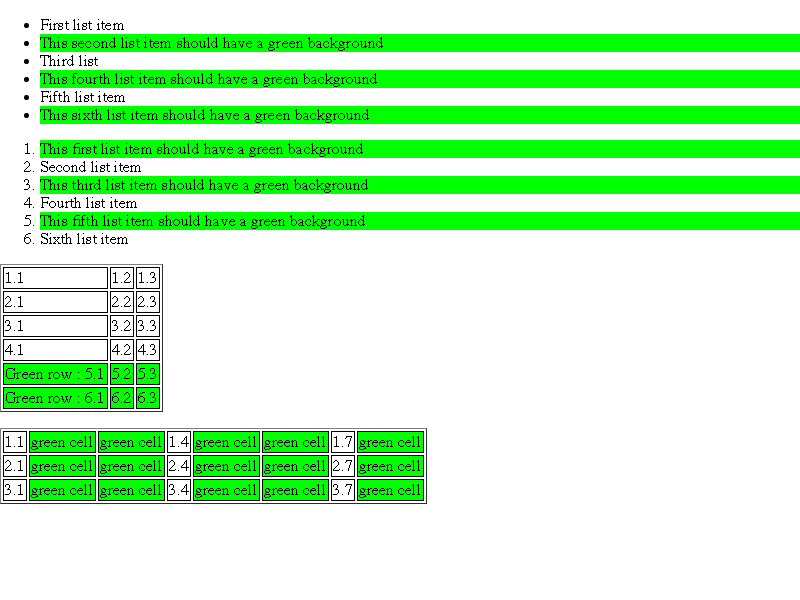 First list item
This second list item should have a green background
Third list
This fourth list item should have a green background
Fifth list item
This sixth list item should have a green background
1. This first list item should have a green background
2. Second list item
3. This third list item should have a green background
4. Fourth list item
5. This fifth list item should have a green background
6. Sixth list item
1.1 1.2 1.3
2.1 2.2 2.3
3.1 3.2 3.3
4.1 4.2 4.3
Green row : 5.1 5.2 5.3
Green row : 6.1 6.2 6.3
1.1 green cell green cell 1.4 green cell green cell 1.7 green cell
2.1 green cell green cell 2.4 green cell green cell 2.7 green cell
3.1 green cell green cell 3.4 green cell green cell 3.7 green cell